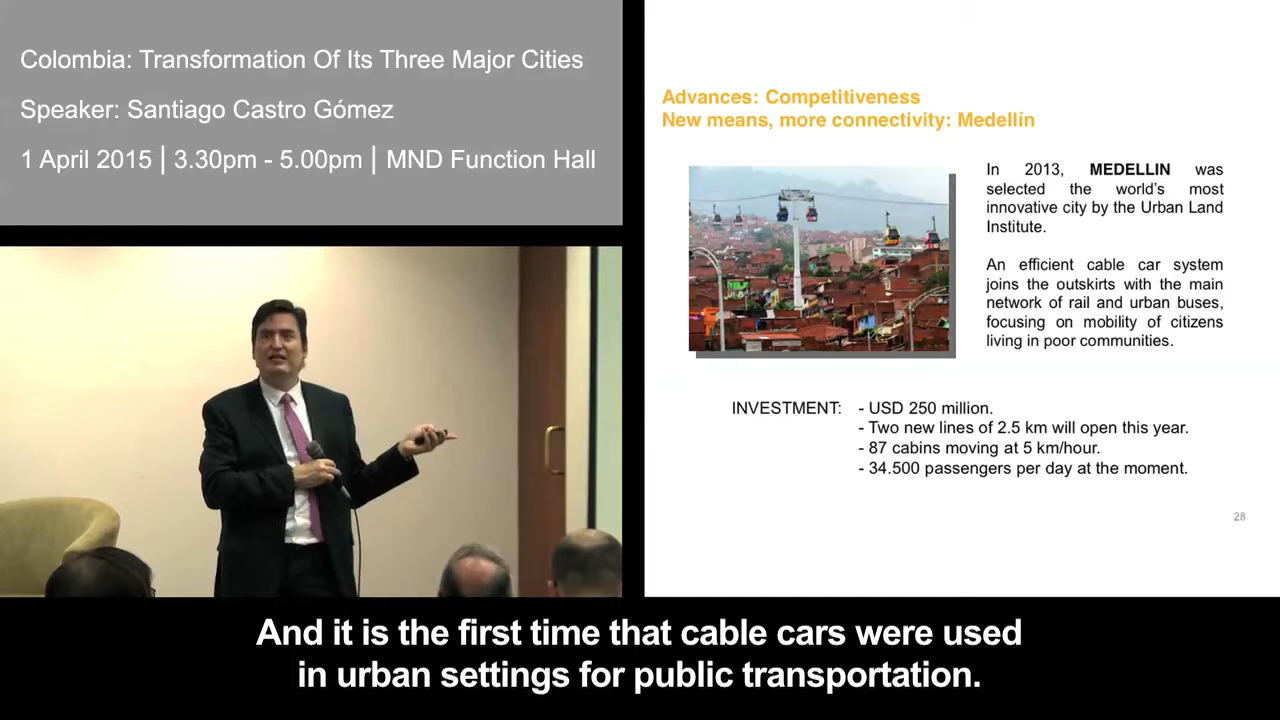 Colombia: Transformation Of Its Three Major Cities
Speaker: Santiago Castro Gómez
1 April 2015 | 3.30pm - 5.00pm | MND Function Hall
Advances: Competitiveness
New means, more connectivity: Medellín
In 2013, MEDELLIN was
selected the world's most
innovative city by the Urban Land
Institute.
An efficient cable car system
joins the outskirts with the main
network of rail and urban buses,
focusing on mobility of citizens
living in poor communities.
INVESTMENT: - USD 250 million.
- Two new lines of 2.5 km will open this year.
- 87 cabins moving at 5 km/hour.
- 34.500 passengers per day at the moment.
28
And it is the first time that cable cars were used
in urban settings for public transportation.